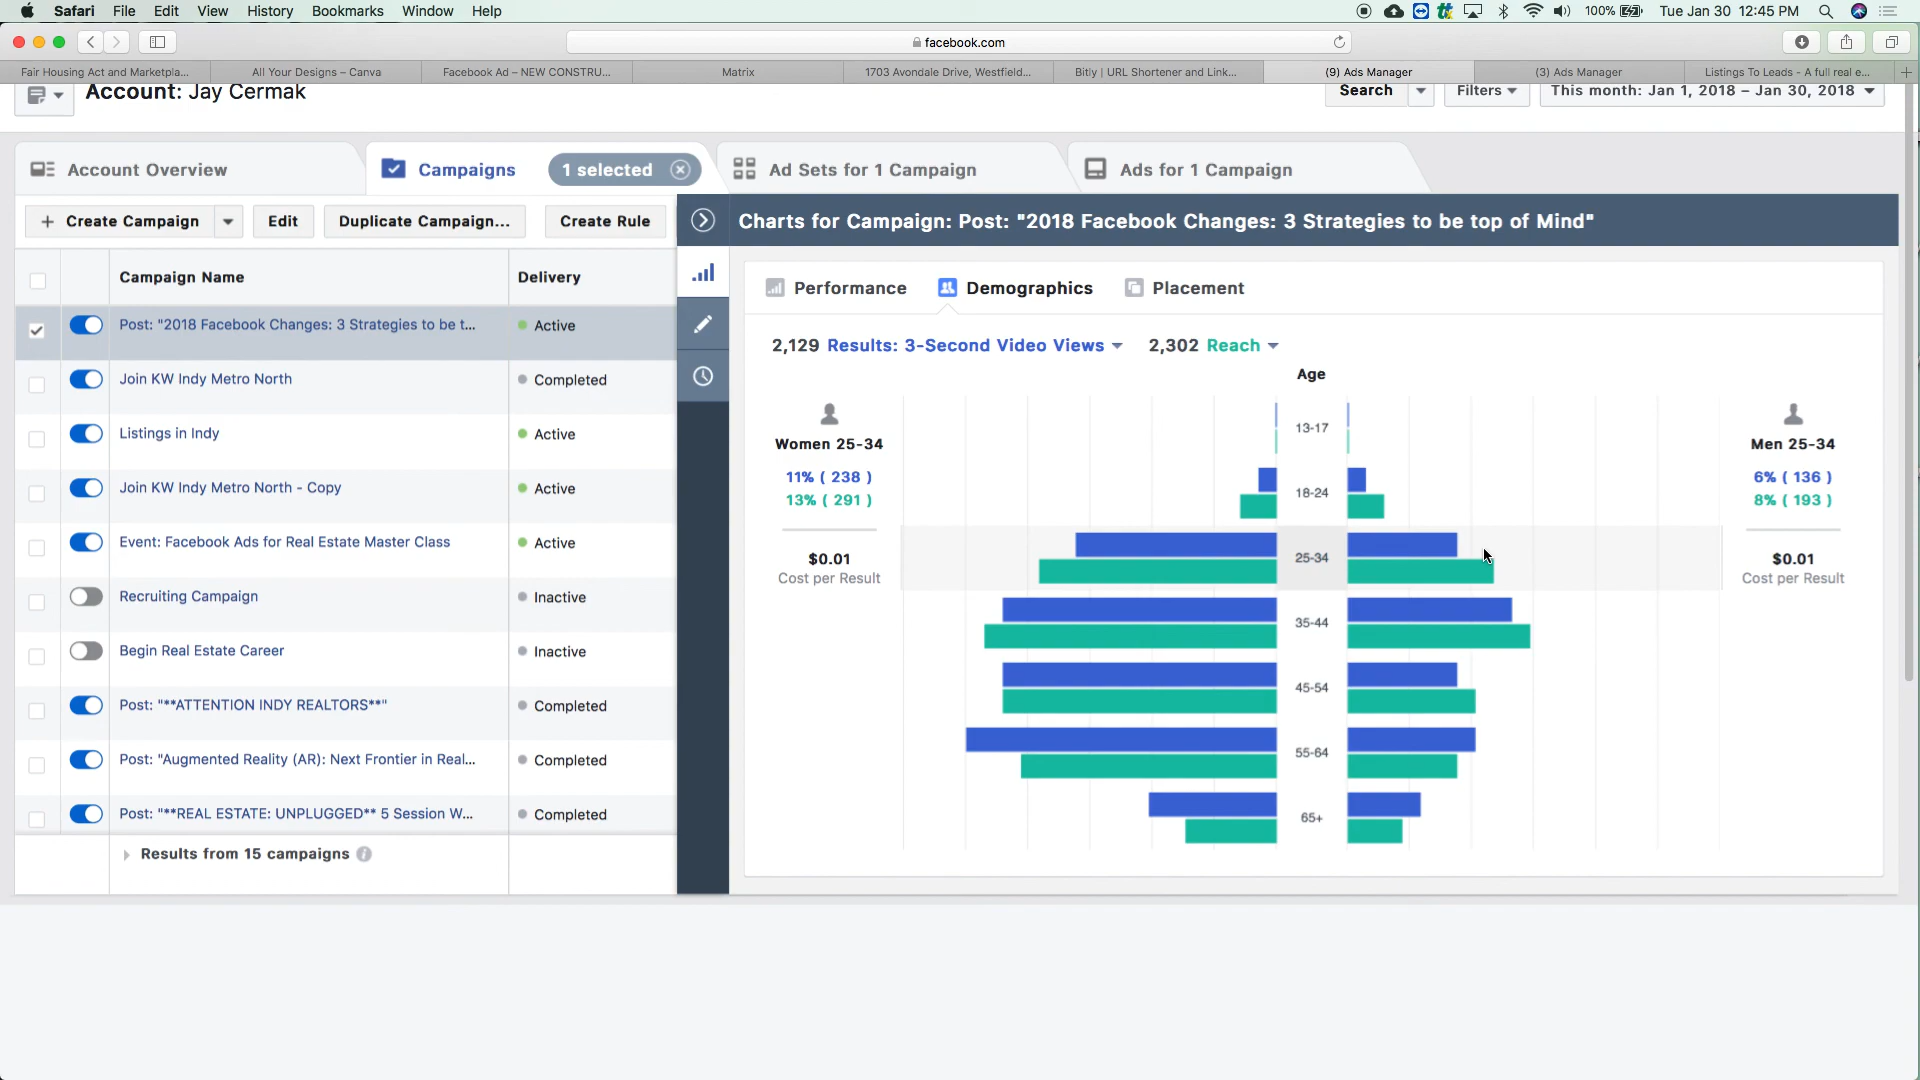 Safari File Edit View History Bookmarks Window Help 100% Tue Jan 30 12:45 PM
facebook.com
Fair Housing Act and Marketpla... All Your Designs – Canva Facebook Ad – NEW CONSTRU... Matrix 1703 Avondale Drive, Westfield... Bitly | URL Shortener and Link... (9) Ads Manager (3) Ads Manager Listings To Leads - A full real e...
Account: Jay Cermak Search Filters This month: Jan 1, 2018 – Jan 30, 2018
Account Overview Campaigns 1 selected Ad Sets for 1 Campaign Ads for 1 Campaign
+ Create Campaign Edit Duplicate Campaign... Create Rule
Charts for Campaign: Post: "2018 Facebook Changes: 3 Strategies to be top of Mind"
Campaign Name Delivery
Post: "2018 Facebook Changes: 3 Strategies to be t... Active
Join KW Indy Metro North Completed
Listings in Indy Active
Join KW Indy Metro North - Copy Active
Event: Facebook Ads for Real Estate Master Class Active
Recruiting Campaign Inactive
Begin Real Estate Career Inactive
Post: "**ATTENTION INDY REALTORS**" Completed
Post: "Augmented Reality (AR): Next Frontier in Real... Completed
Post: "**REAL ESTATE: UNPLUGGED** 5 Session W... Completed
Results from 15 campaigns
Performance Demographics Placement
2,129 Results: 3-Second Video Views 2,302 Reach
Age
Women 25-34
11% ( 238 )
13% ( 291 )
$0.01
Cost per Result
13-17
18-24
25-34
35-44
45-54
55-64
65+
Men 25-34
6% ( 136 )
8% ( 193 )
$0.01
Cost per Result